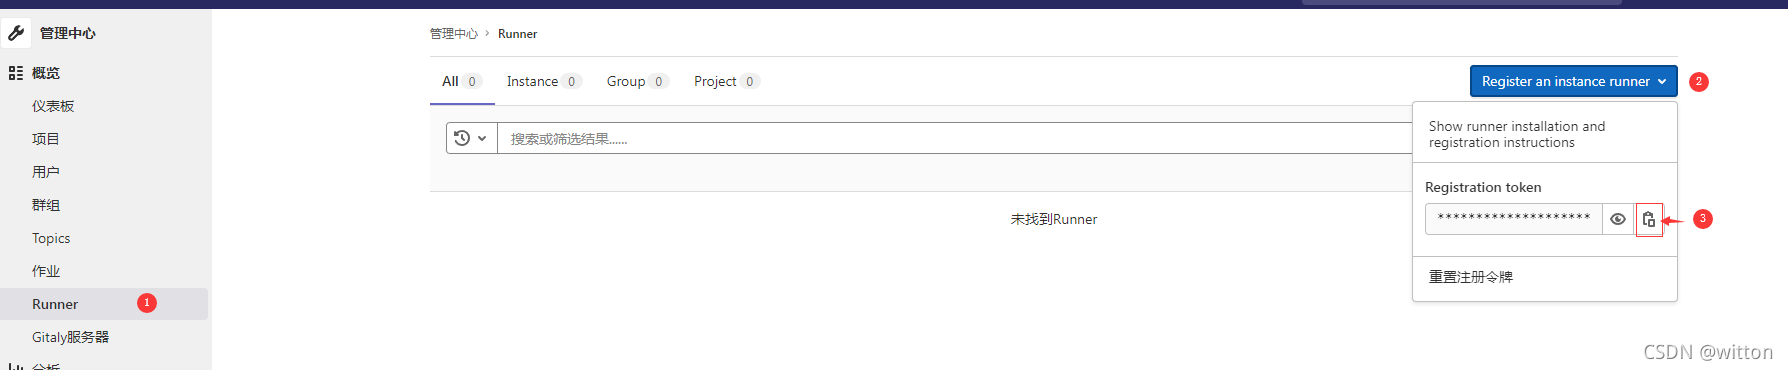 管理中心
概览
仪表板
项目
用户
群组
Topics
作业
Runner
1
Gitaly服务器
分析
管理中心 > Runner
All 0 Instance 0 Group 0 Project 0
Register an instance runner
2
搜索或筛选结果......
未找到Runner
Show runner installation and
registration instructions
Registration token
********************
3
重置注册令牌
CSDN @witton